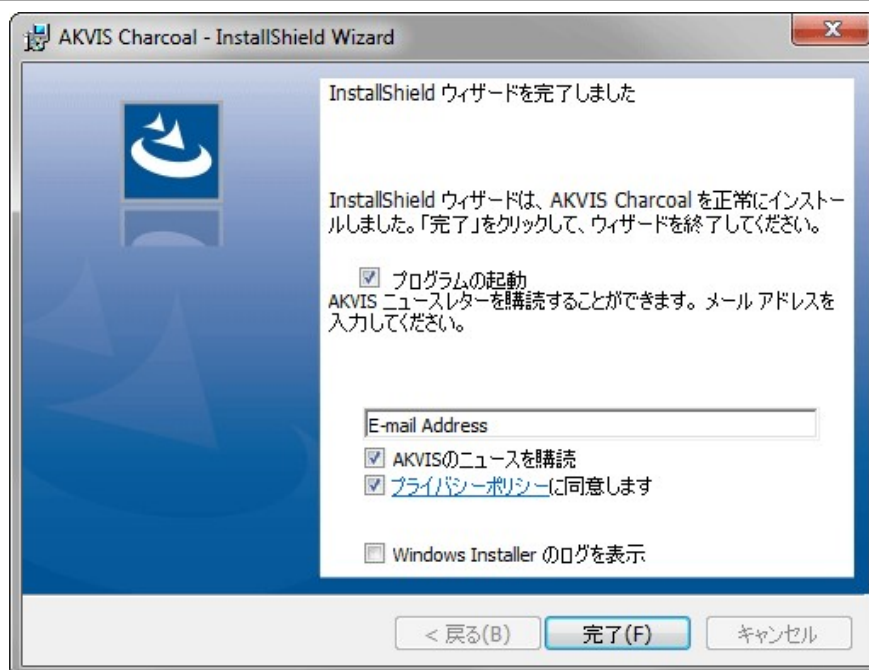 AKVIS Charcoal - InstallShield Wizard
InstallShield ウィザードを完了しました
InstallShield ウィザードは、AKVIS Charcoal を正常にインストー
ルしました。「完了」をクリックして、ウィザードを終了してください。
プログラムの起動
AKVIS ニュースレターを購読することができます。メール アドレスを
入力してください。
E-mail Address
AKVISのニュースを購読
プライバシーポリシーに同意します
Windows Installer のログを表示
< 戻る(B)
完了(F)
キャンセル